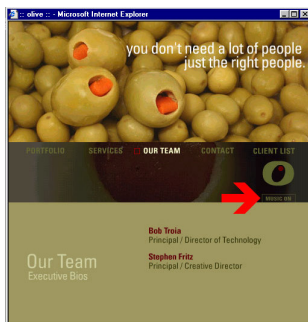 :: olive :: - Microsoft Internet Explorer
you don't need a lot of people
just the right people.
PORTFOLIO SERVICES OUR TEAM CONTACT CLIENT LIST
Our Team
Executive Bios
Bob Troia
Principal / Director of Technology
Stephen Fritz
Principal / Creative Director